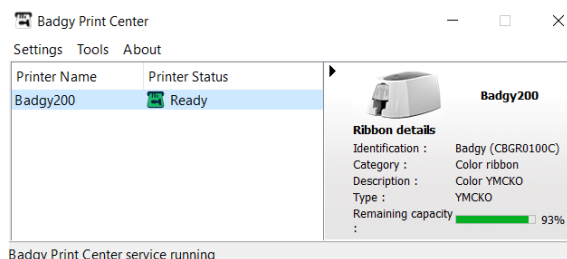 Badgy Print Center
Settings Tools About
Printer Name Printer Status
Badgy200 Ready
Badgy200
Ribbon details
Identification : Badgy (CBGR0100C)
Category : Color ribbon
Description : Color YMCKO
Type : YMCKO
Remaining capacity
: 93%
Badgy Print Center service running